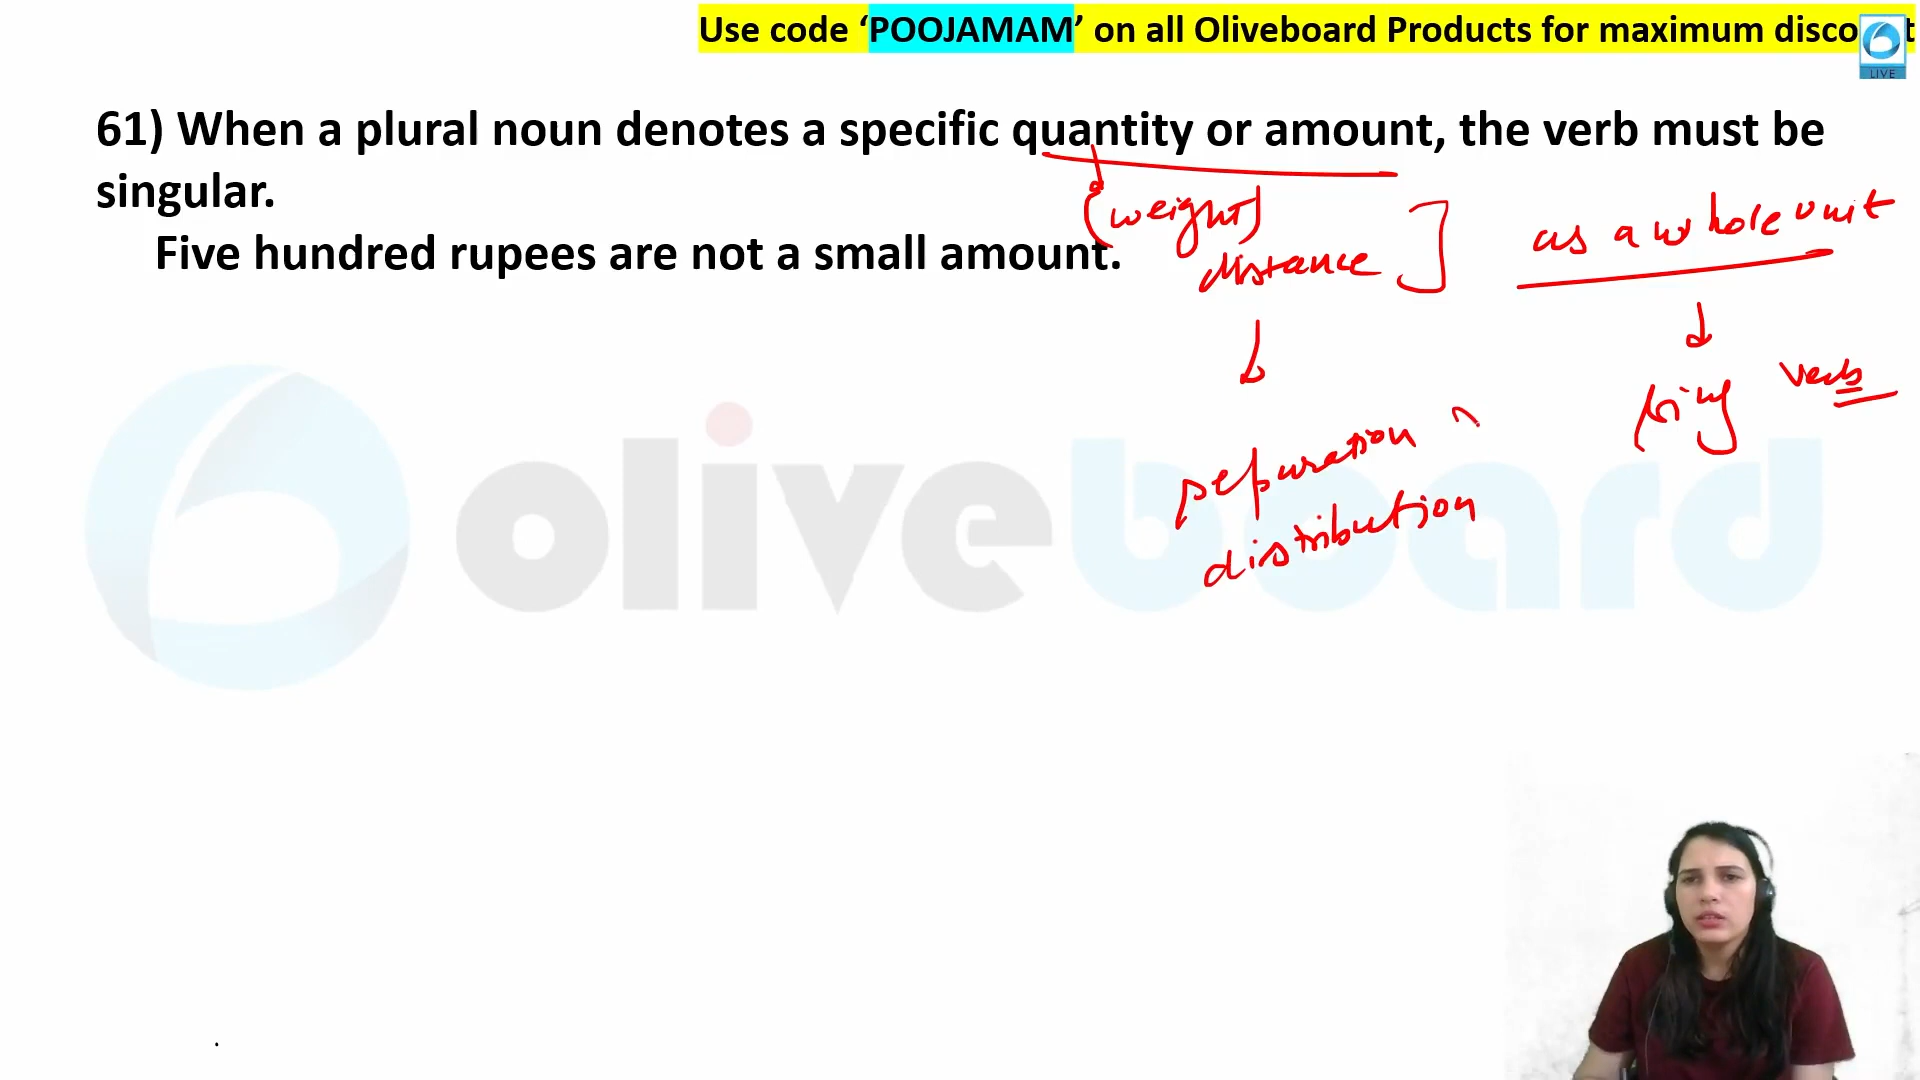 Use code ‘POOJAMAM’ on all Oliveboard Products for maximum disco t
LIVE
61) When a plural noun denotes a specific quantity or amount, the verb must be
singular.
Five hundred rupees are not a small amount.
(weight)
distance
as a whole unit
sing verb
separation
distribution
oliveboard